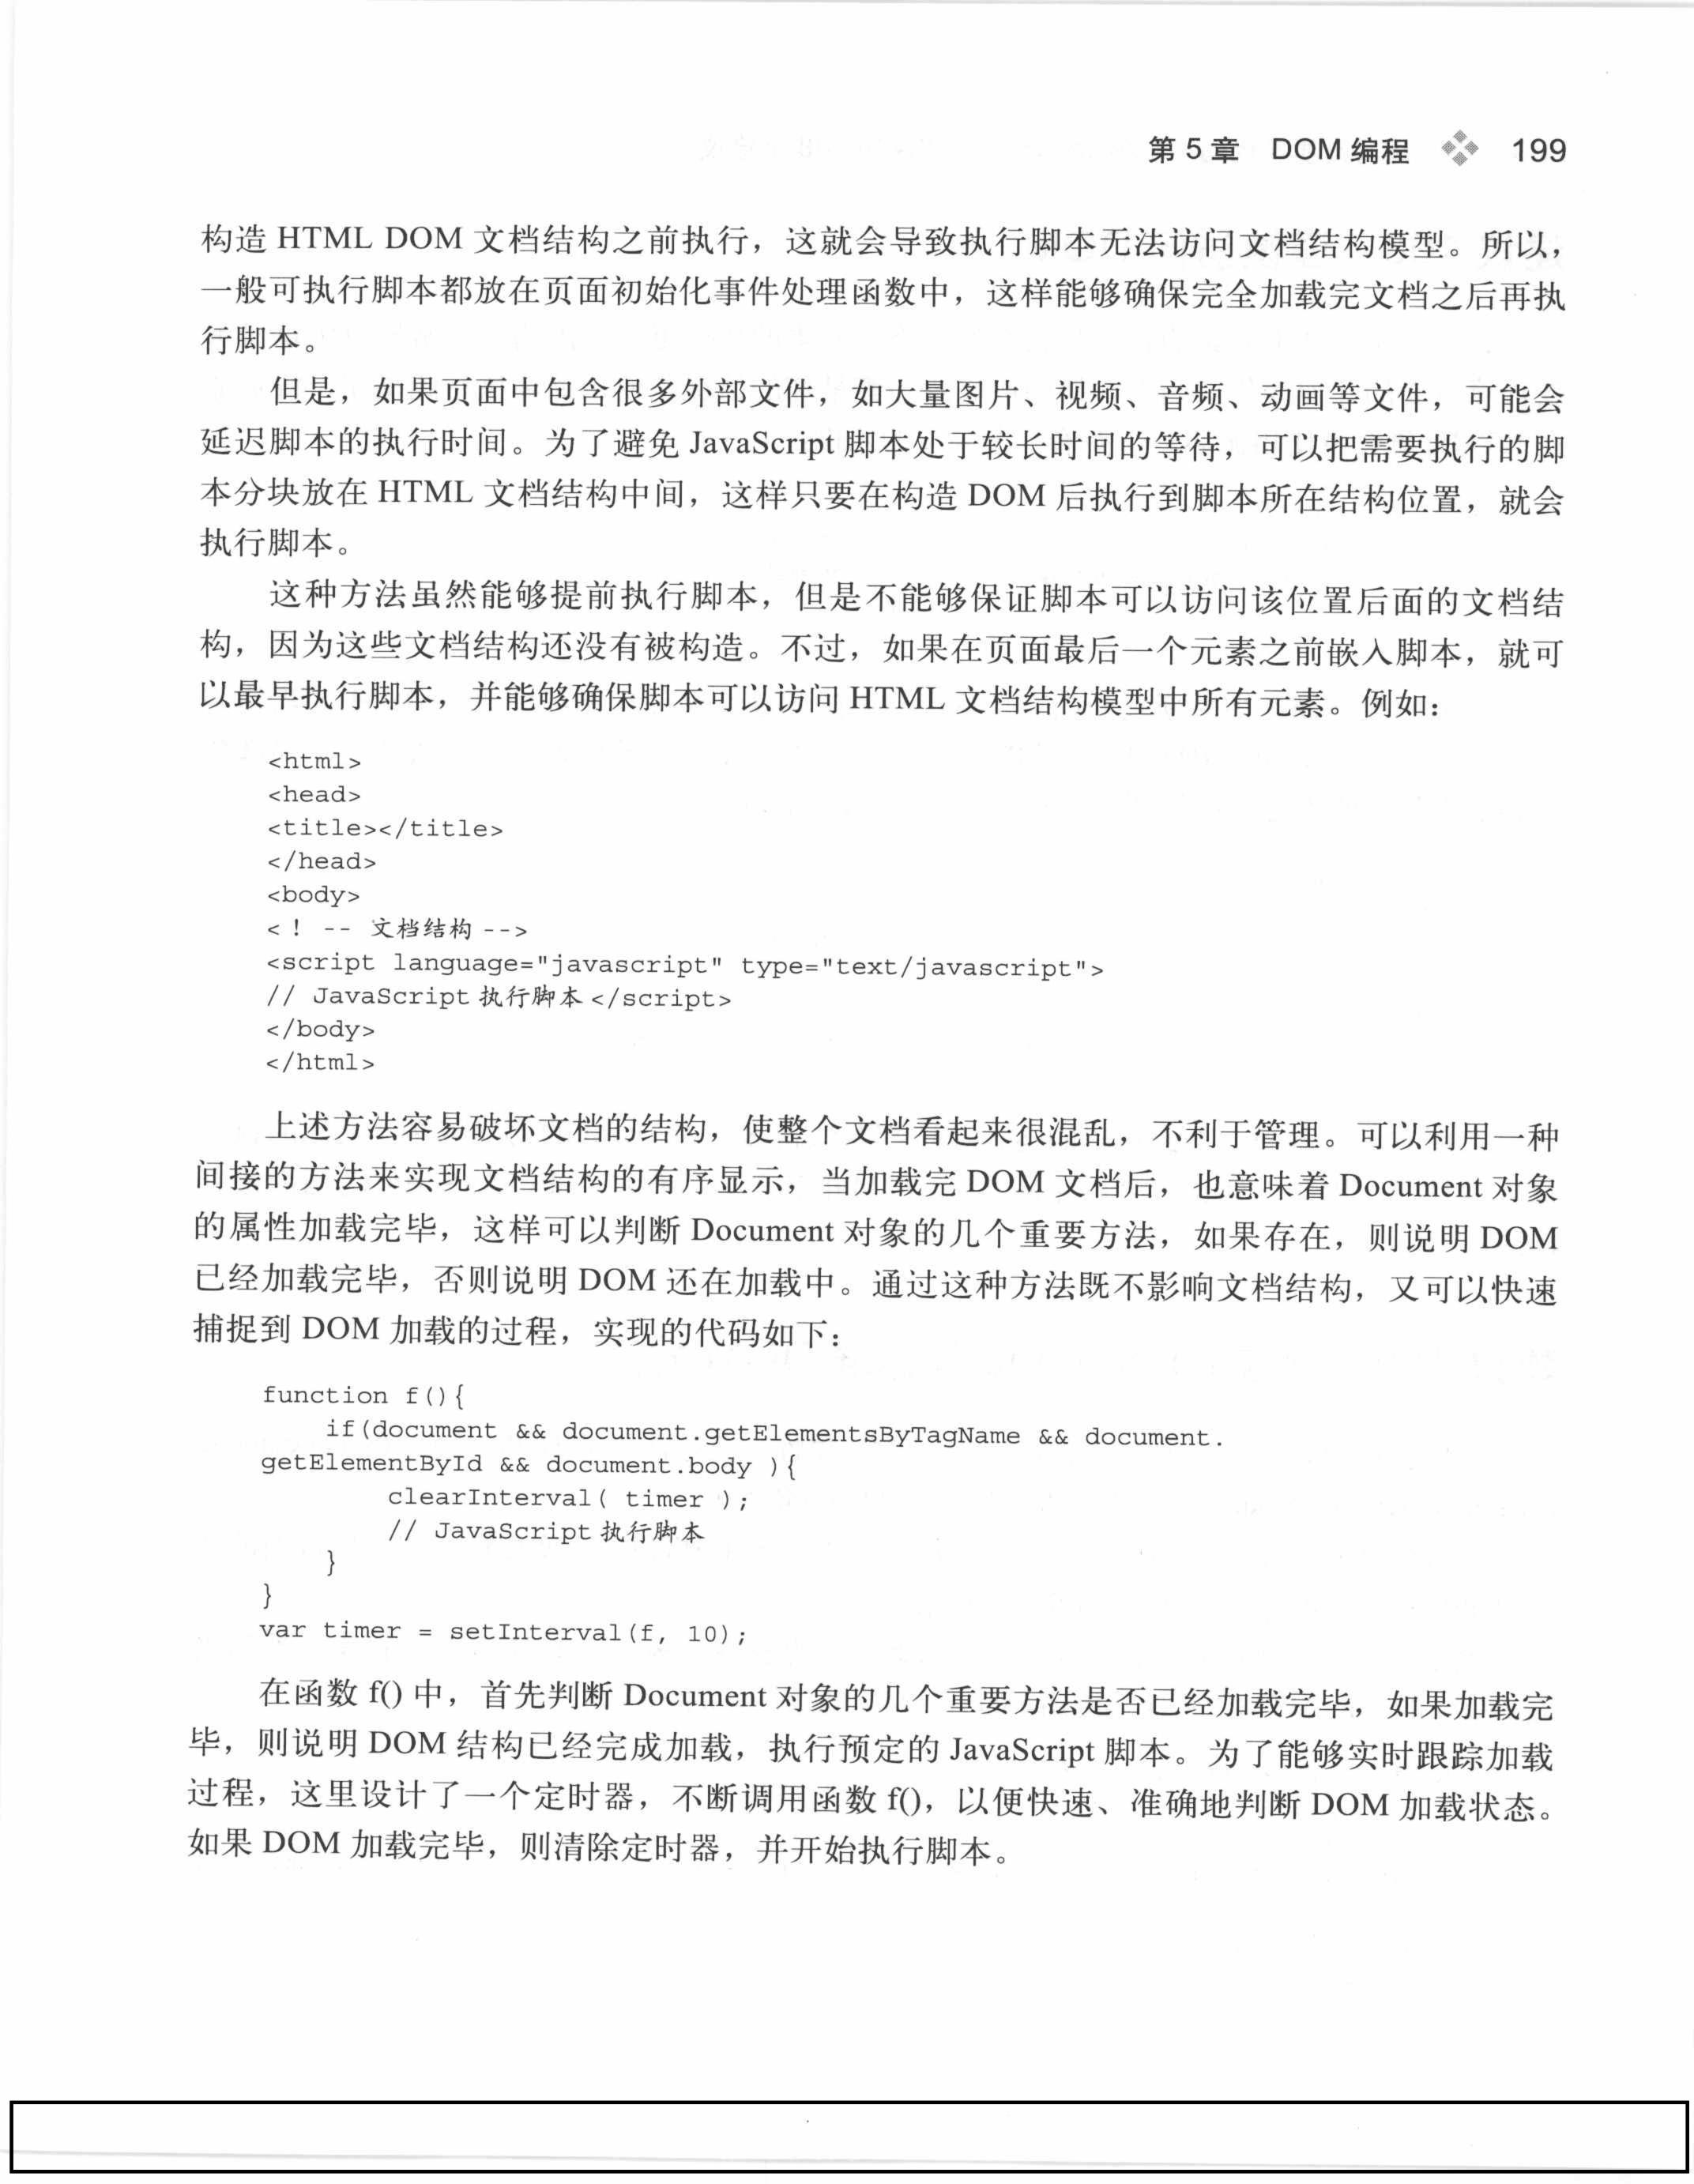 第5章 DOM编程 199
构造 HTML DOM 文档结构之前执行，这就会导致执行脚本无法访问文档结构模型。所以，
一般可执行脚本都放在页面初始化事件处理函数中，这样能够确保完全加载完文档之后再执
行脚本。
但是，如果页面中包含很多外部文件，如大量图片、视频、音频、动画等文件，可能会
延迟脚本的执行时间。为了避免 JavaScript 脚本处于较长时间的等待，可以把需要执行的脚
本分块放在 HTML 文档结构中间，这样只要在构造 DOM 后执行到脚本所在结构位置，就会
执行脚本。
这种方法虽然能够提前执行脚本，但是不能够保证脚本可以访问该位置后面的文档结
构，因为这些文档结构还没有被构造。不过，如果在页面最后一个元素之前嵌入脚本，就可
以最早执行脚本，并能够确保脚本可以访问 HTML 文档结构模型中所有元素。例如：
<html>
<head>
<title></title>
</head>
<body>
<! -- 文档结构 -->
<script language="javascript" type="text/javascript">
// JavaScript 执行脚本 </script>
</body>
</html>
上述方法容易破坏文档的结构，使整个文档看起来很混乱，不利于管理。可以利用一种
间接的方法来实现文档结构的有序显示，当加载完 DOM 文档后，也意味着 Document 对象
的属性加载完毕，这样可以判断 Document 对象的几个重要方法，如果存在，则说明 DOM
已经加载完毕，否则说明 DOM 还在加载中。通过这种方法既不影响文档结构，又可以快速
捕捉到 DOM 加载的过程，实现的代码如下：
function f(){
if(document && document.getElementsByTagName && document.
getElementById && document.body ){
clearInterval( timer );
// JavaScript 执行脚本
}
}
var timer = setInterval(f, 10);
在函数 f() 中，首先判断 Document 对象的几个重要方法是否已经加载完毕，如果加载完
毕，则说明 DOM 结构已经完成加载，执行预定的 JavaScript 脚本。为了能够实时跟踪加载
过程，这里设计了一个定时器，不断调用函数 f()，以便快速、准确地判断 DOM 加载状态。
如果 DOM 加载完毕，则清除定时器，并开始执行脚本。